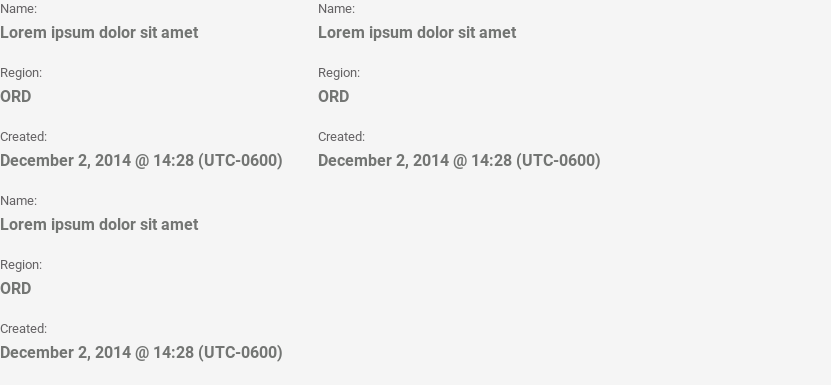 Name:
Lorem ipsum dolor sit amet
Region:
ORD
Created:
December 2, 2014 @ 14:28 (UTC-0600)
Name:
Lorem ipsum dolor sit amet
Region:
ORD
Created:
December 2, 2014 @ 14:28 (UTC-0600)
Name:
Lorem ipsum dolor sit amet
Region:
ORD
Created:
December 2, 2014 @ 14:28 (UTC-0600)